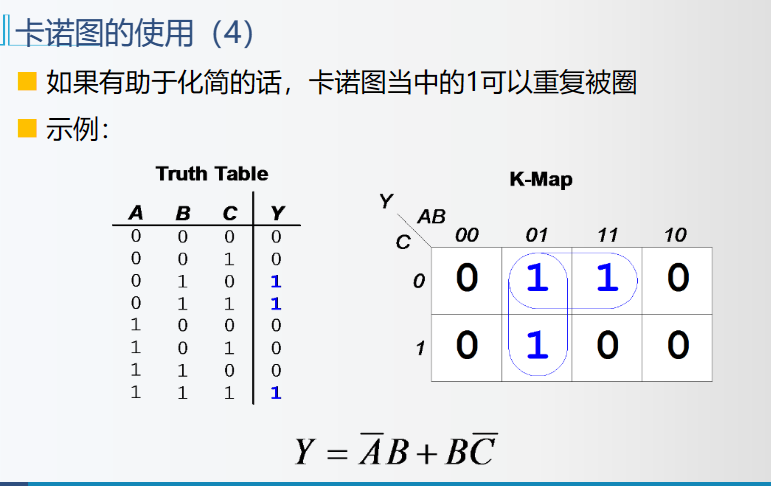 卡诺图的使用（4）
如果有助于化简的话，卡诺图当中的1可以重复被圈
示例：
Truth Table
A B C Y
0 0 0 0
0 0 1 0
0 1 0 1
0 1 1 1
1 0 0 0
1 0 1 0
1 1 0 0
1 1 1 1
K-Map
Y AB
C 00 01 11 10
0 0 1 1 0
1 0 1 0 0
Y = A̅B + BC̅